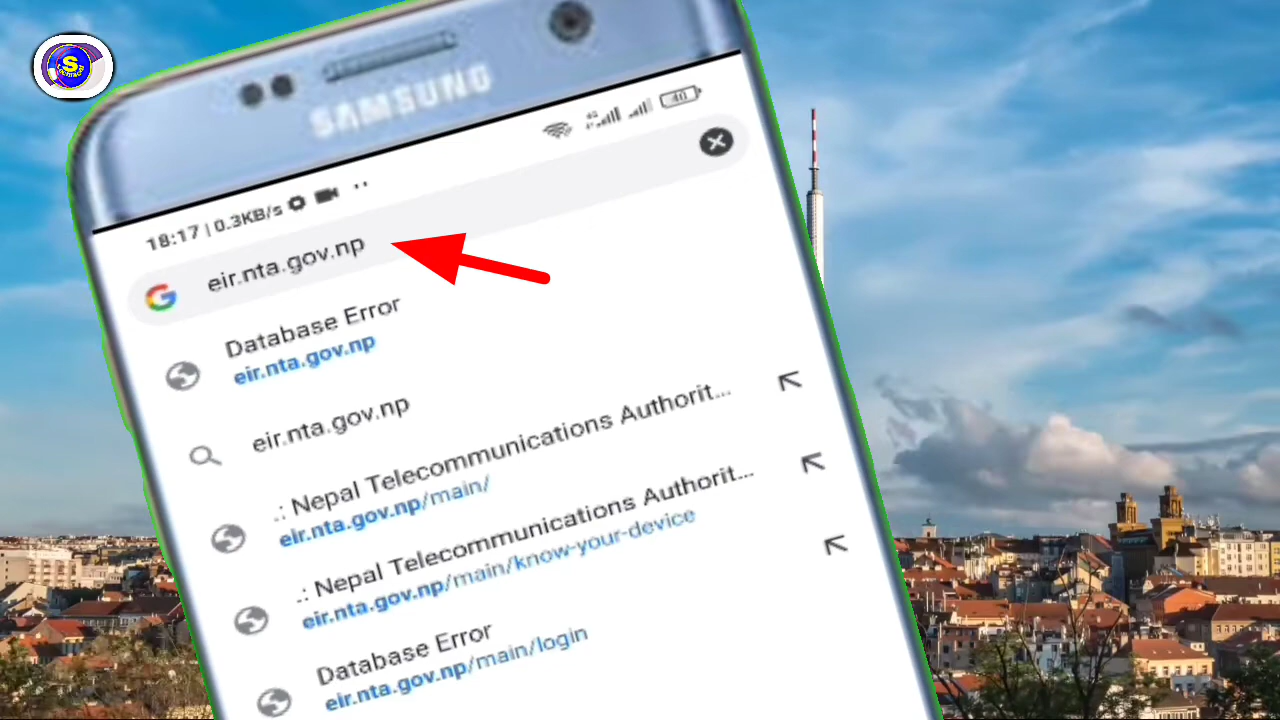 S
SAMSUNG
40
18:17 | 0.3KB/s
eir.nta.gov.np
Database Error
eir.nta.gov.np
eir.nta.gov.np
.: Nepal Telecommunications Authorit...
eir.nta.gov.np/main/
.: Nepal Telecommunications Authorit...
eir.nta.gov.np/main/know-your-device
Database Error
eir.nta.gov.np/main/login